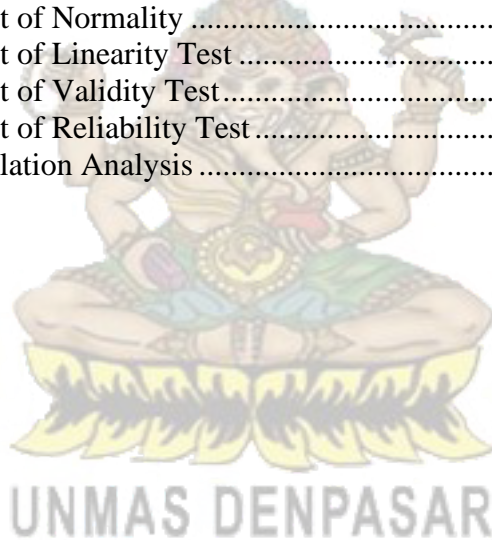 t of Normality ....................................
t of Linearity Test ..............................
t of Validity Test ................................
t of Reliability Test ............................
lation Analysis ...................................
UNMAS DENPASAR